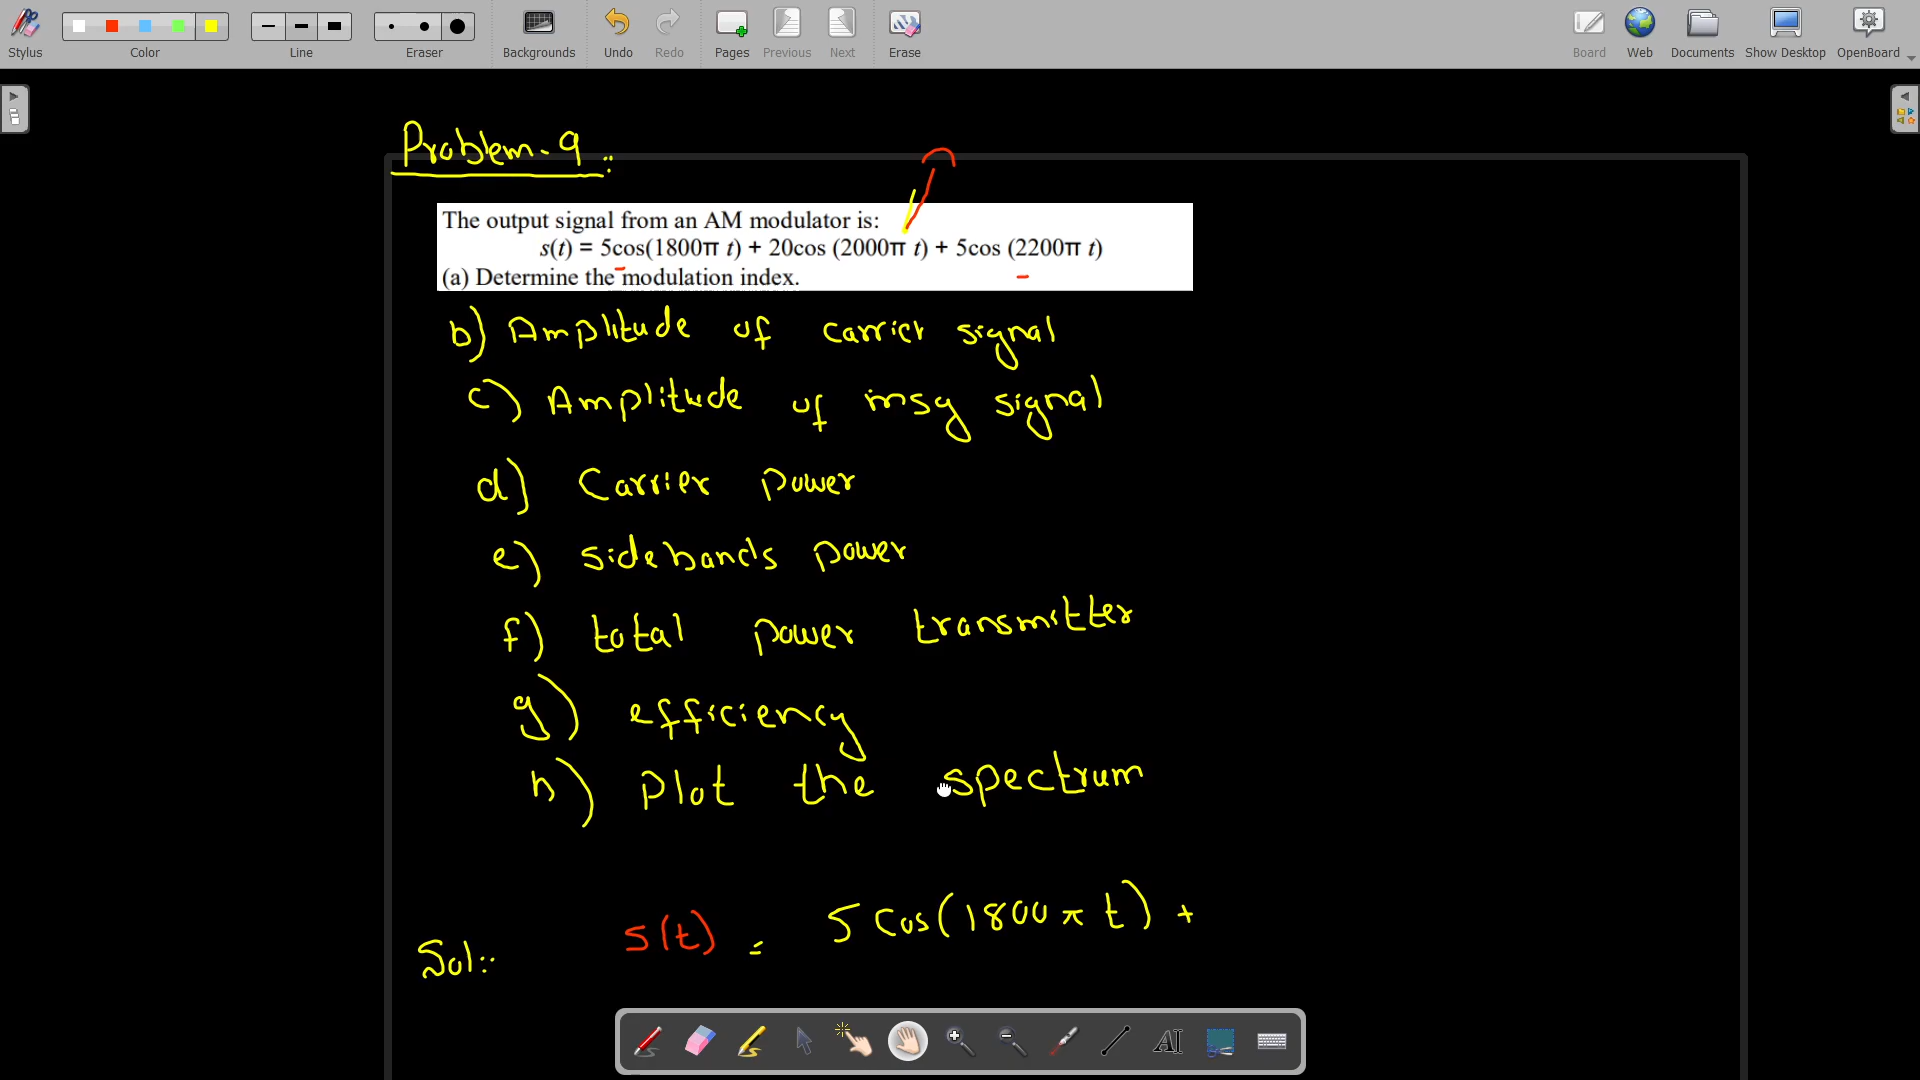 Stylus Color Line Eraser Backgrounds Undo Redo Pages Previous Next Erase Board Web Documents Show Desktop OpenBoard
Problem-9 :
The output signal from an AM modulator is:
s(t) = 5cos(1800π t) + 20cos (2000π t) + 5cos (2200π t)
(a) Determine the modulation index.
b) Amplitude of carrier signal
c) Amplitude of msg signal
d) Carrier power
e) sidebands power
f) total power transmitter
g) efficiency
h) Plot the spectrum
Sol:- s(t) = 5 Cos(1800 π t) +